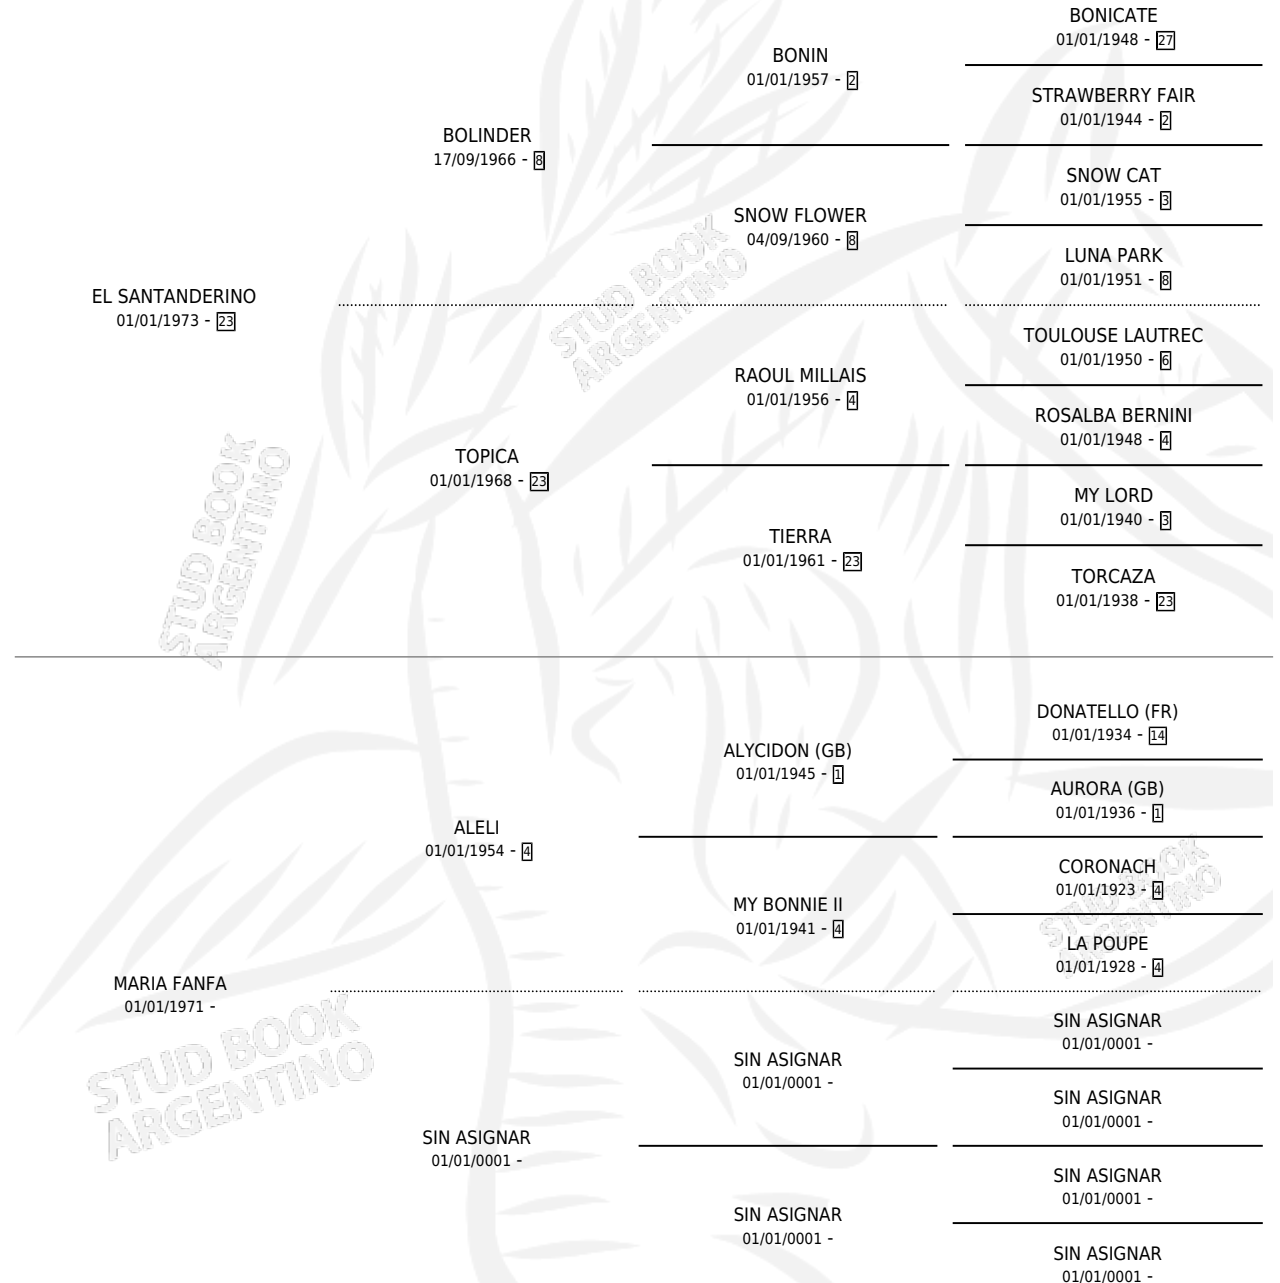 BONICATE
01/01/1948 - 27
BONIN
01/01/1957 - 2
STRAWBERRY FAIR
01/01/1944 - 2
BOLINDER
17/09/1966 - 8
SNOW CAT
01/01/1955 - 3
SNOW FLOWER
04/09/1960 - 8
LUNA PARK
01/01/1951 - 8
EL SANTANDERINO
01/01/1973 - 23
TOULOUSE LAUTREC
01/01/1950 - 6
RAOUL MILLAIS
01/01/1956 - 4
ROSALBA BERNINI
01/01/1948 - 4
TOPICA
01/01/1968 - 23
MY LORD
01/01/1940 - 3
TIERRA
01/01/1961 - 23
TORCAZA
01/01/1938 - 23
DONATELLO (FR)
01/01/1934 - 14
ALYCIDON (GB)
01/01/1945 - 1
AURORA (GB)
01/01/1936 - 1
ALELI
01/01/1954 - 4
CORONACH
01/01/1923 - 4
MY BONNIE II
01/01/1941 - 4
LA POUPE
01/01/1928 - 4
MARIA FANFA
01/01/1971 -
SIN ASIGNAR
01/01/0001 -
SIN ASIGNAR
01/01/0001 -
SIN ASIGNAR
01/01/0001 -
SIN ASIGNAR
01/01/0001 -
SIN ASIGNAR
01/01/0001 -
SIN ASIGNAR
01/01/0001 -
SIN ASIGNAR
01/01/0001 -
STUD BOOK
ARGENTINO
STUD BOOK
ARGENTINO
STUD BOOK
ARGENTINO
STUD BOOK
ARGENTINO